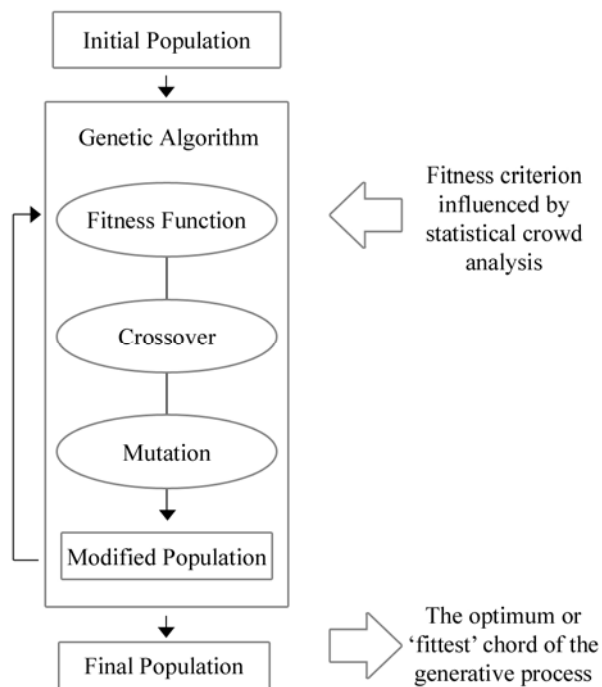 Initial Population
Genetic Algorithm
Fitness Function
Fitness criterion
influenced by
statistical crowd
analysis
Crossover
Mutation
Modified Population
Final Population
The optimum or
‘fittest’ chord of the
generative process